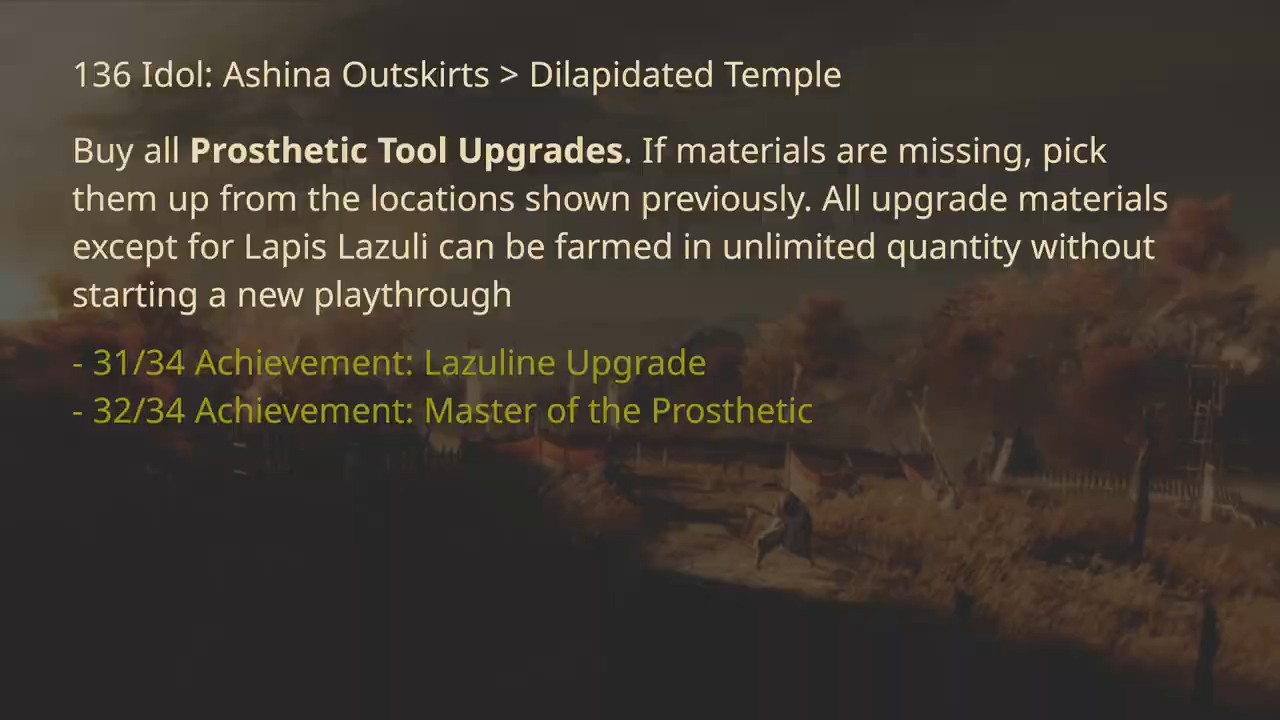 136 Idol: Ashina Outskirts > Dilapidated Temple
Buy all Prosthetic Tool Upgrades. If materials are missing, pick
them up from the locations shown previously. All upgrade materials
except for Lapis Lazuli can be farmed in unlimited quantity without
starting a new playthrough
- 31/34 Achievement: Lazuline Upgrade
- 32/34 Achievement: Master of the Prosthetic